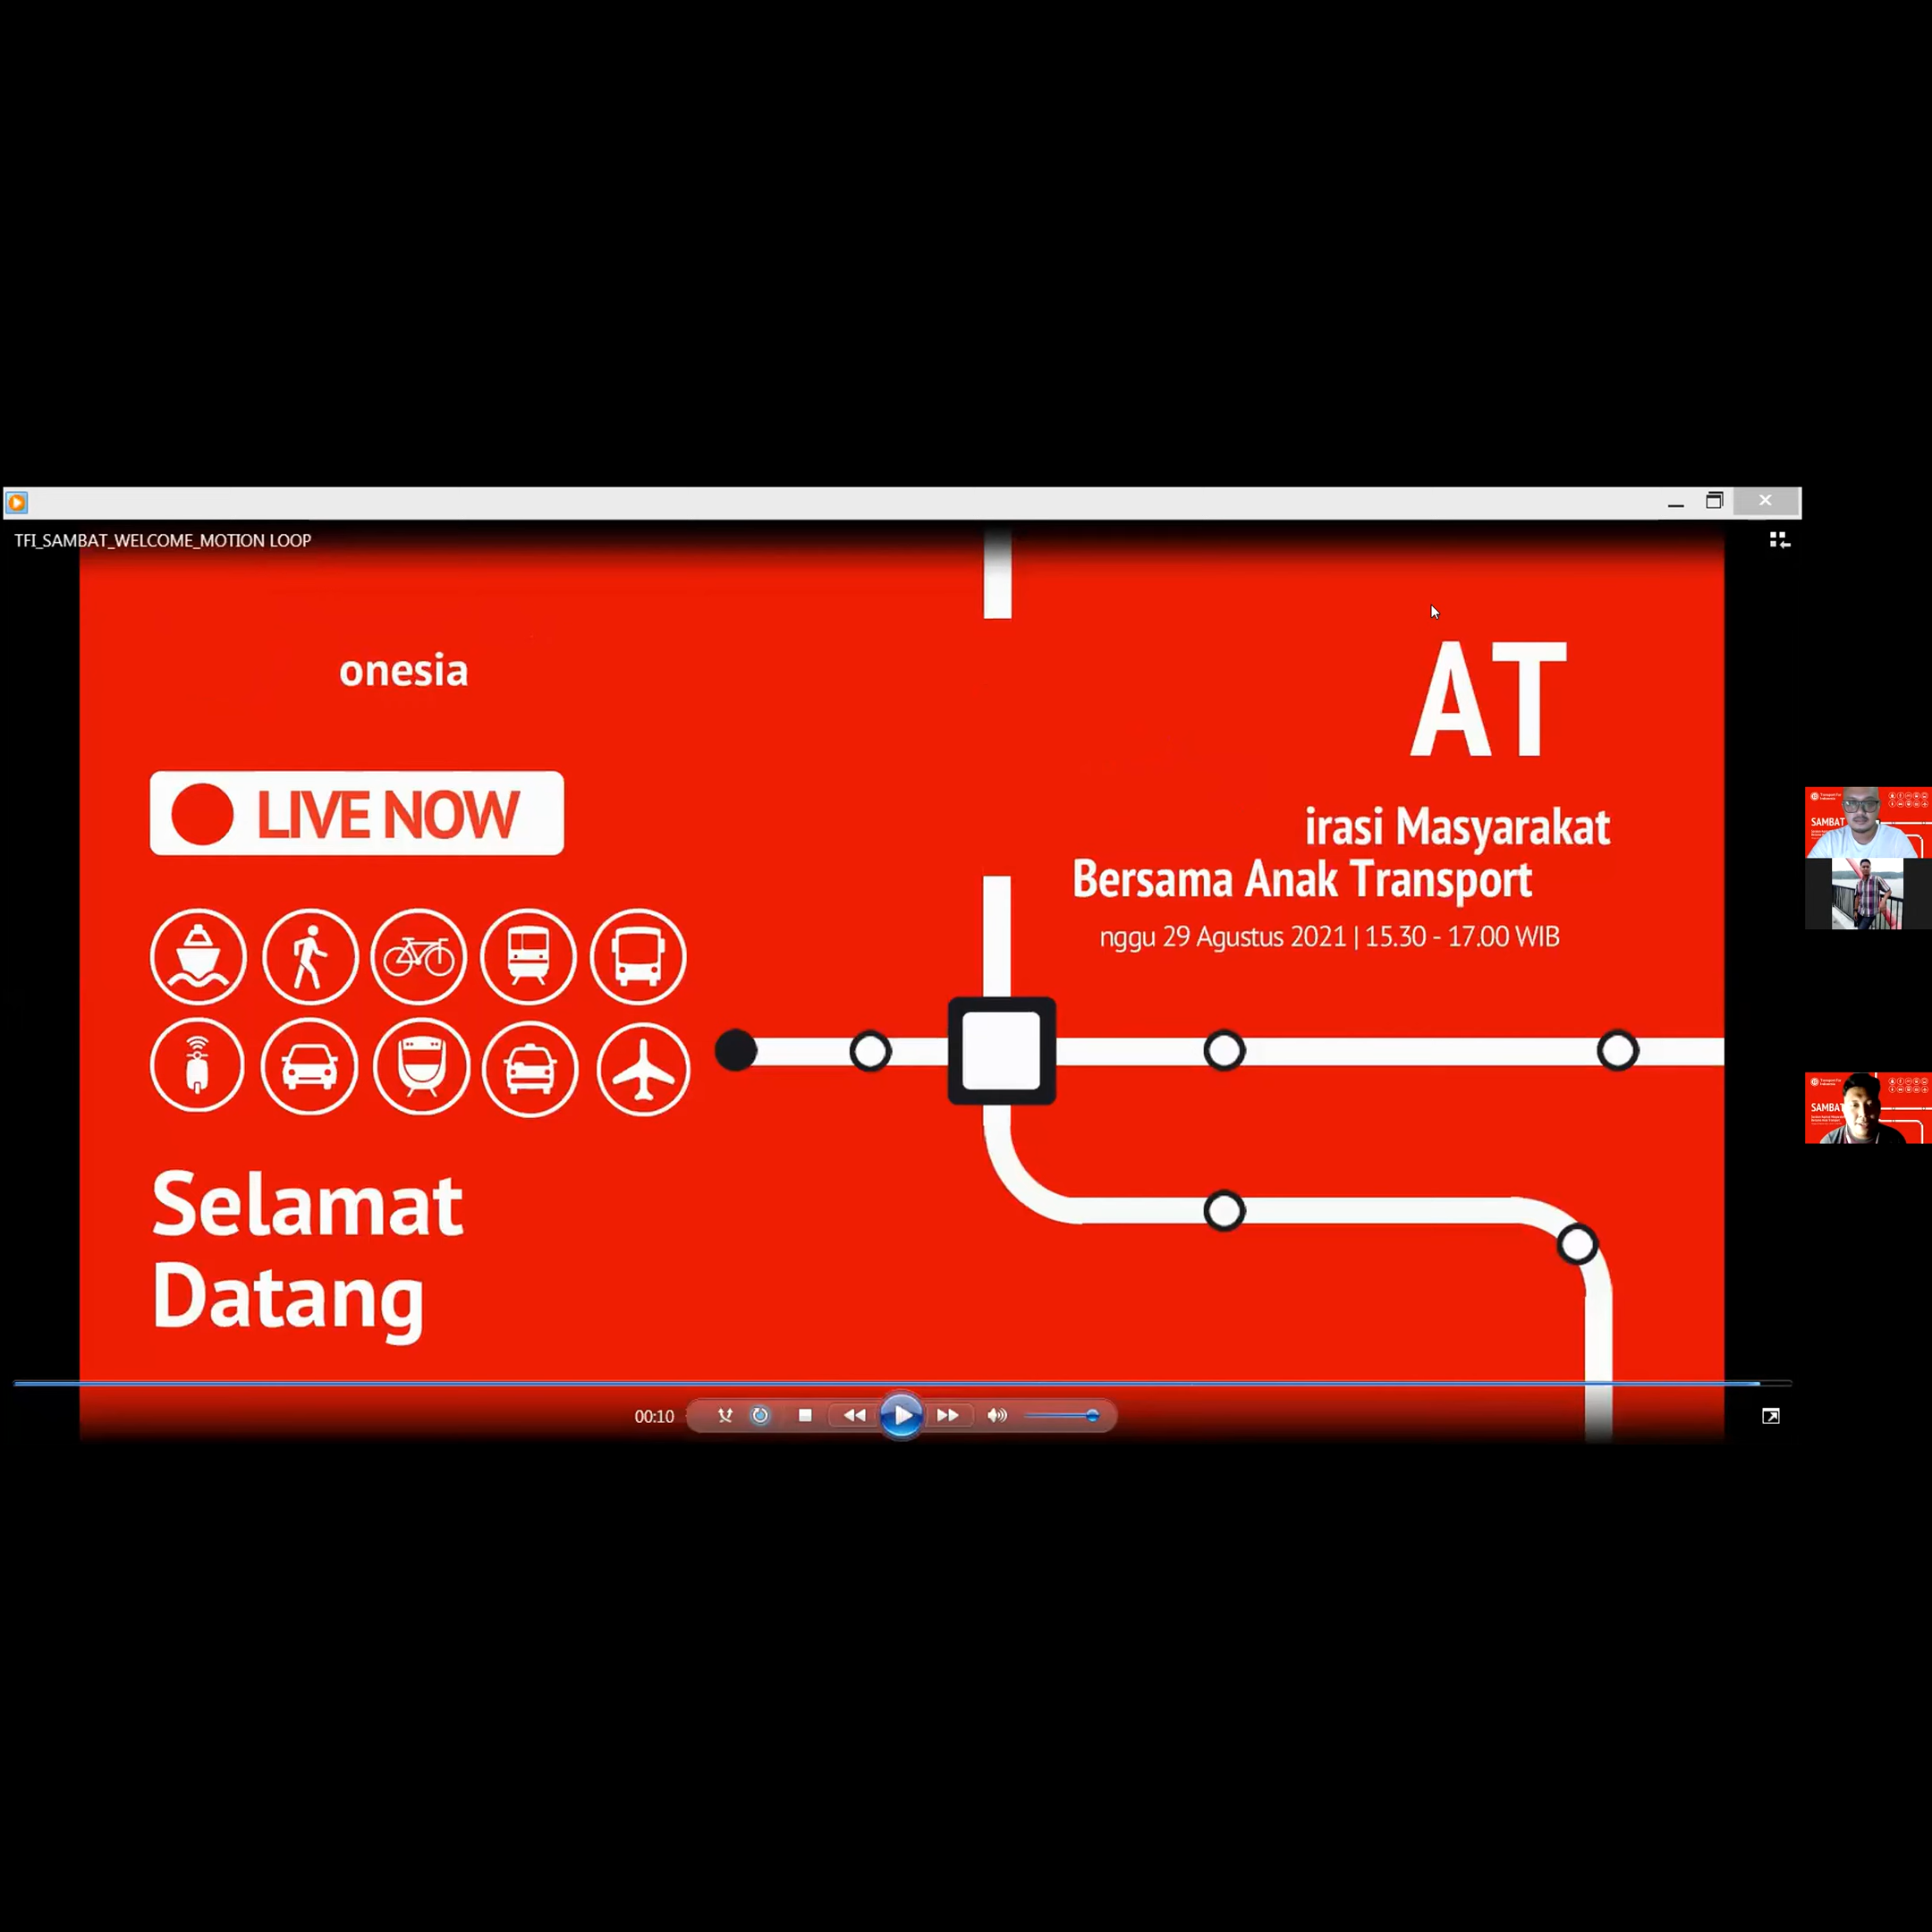 TFI_SAMBAT_WELCOME_MOTION LOOP
onesia
LIVE NOW
Selamat
Datang
AT
irasi Masyarakat
Bersama Anak Transport
nggu 29 Agustus 2021 | 15.30 - 17.00 WIB
00:10
SAMBAT
SAMBAT